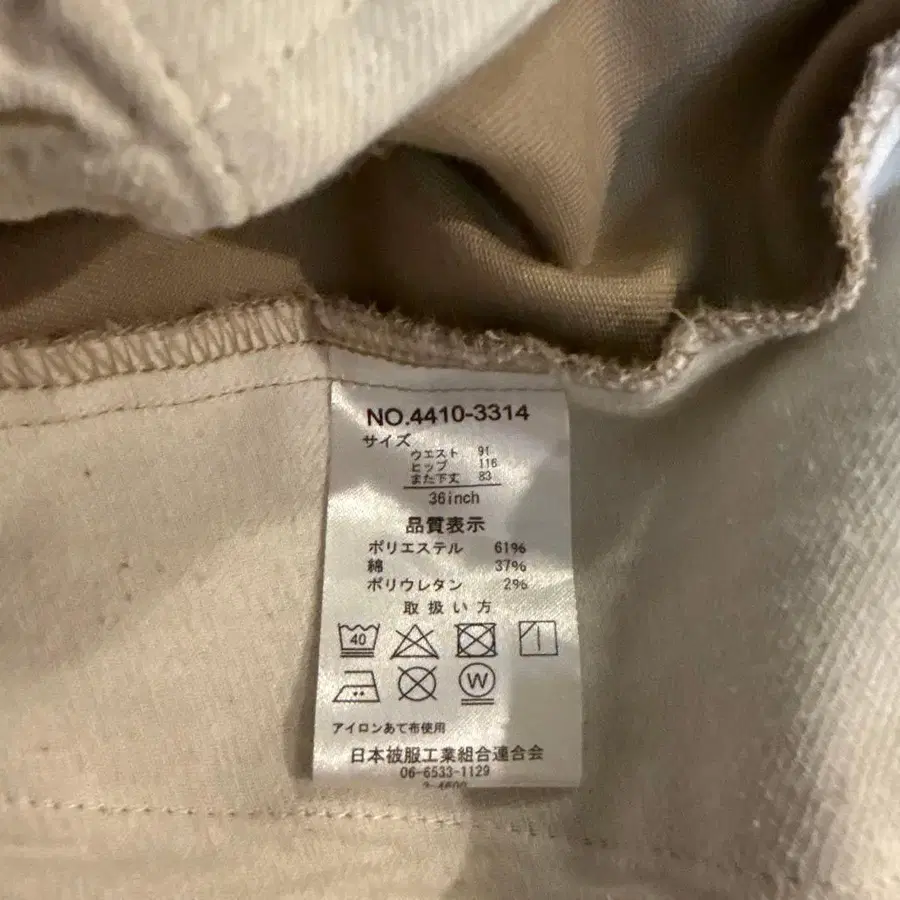 NO.4410-3314
サイズ
ウエスト 91
ヒップ 116
また下丈 83
36inch
品質表示
ポリエステル 61%
綿 37%
ポリウレタン 2%
取扱い方
40
W
アイロンあて布使用
日本被服工業組合連合会
06-6533-1129